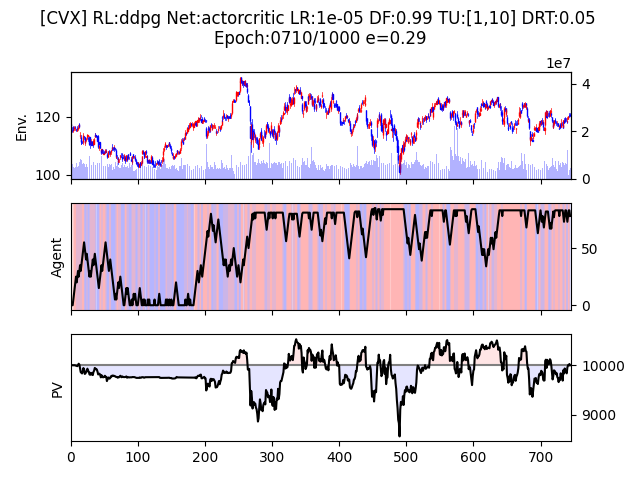 [CVX] RL:ddpg Net:actorcritic LR:1e-05 DF:0.99 TU:[1,10] DRT:0.05
Epoch:0710/1000 e=0.29
1e7
Env.
120
100
4
2
0
Agent
50
0
PV
10000
9000
0 100 200 300 400 500 600 700